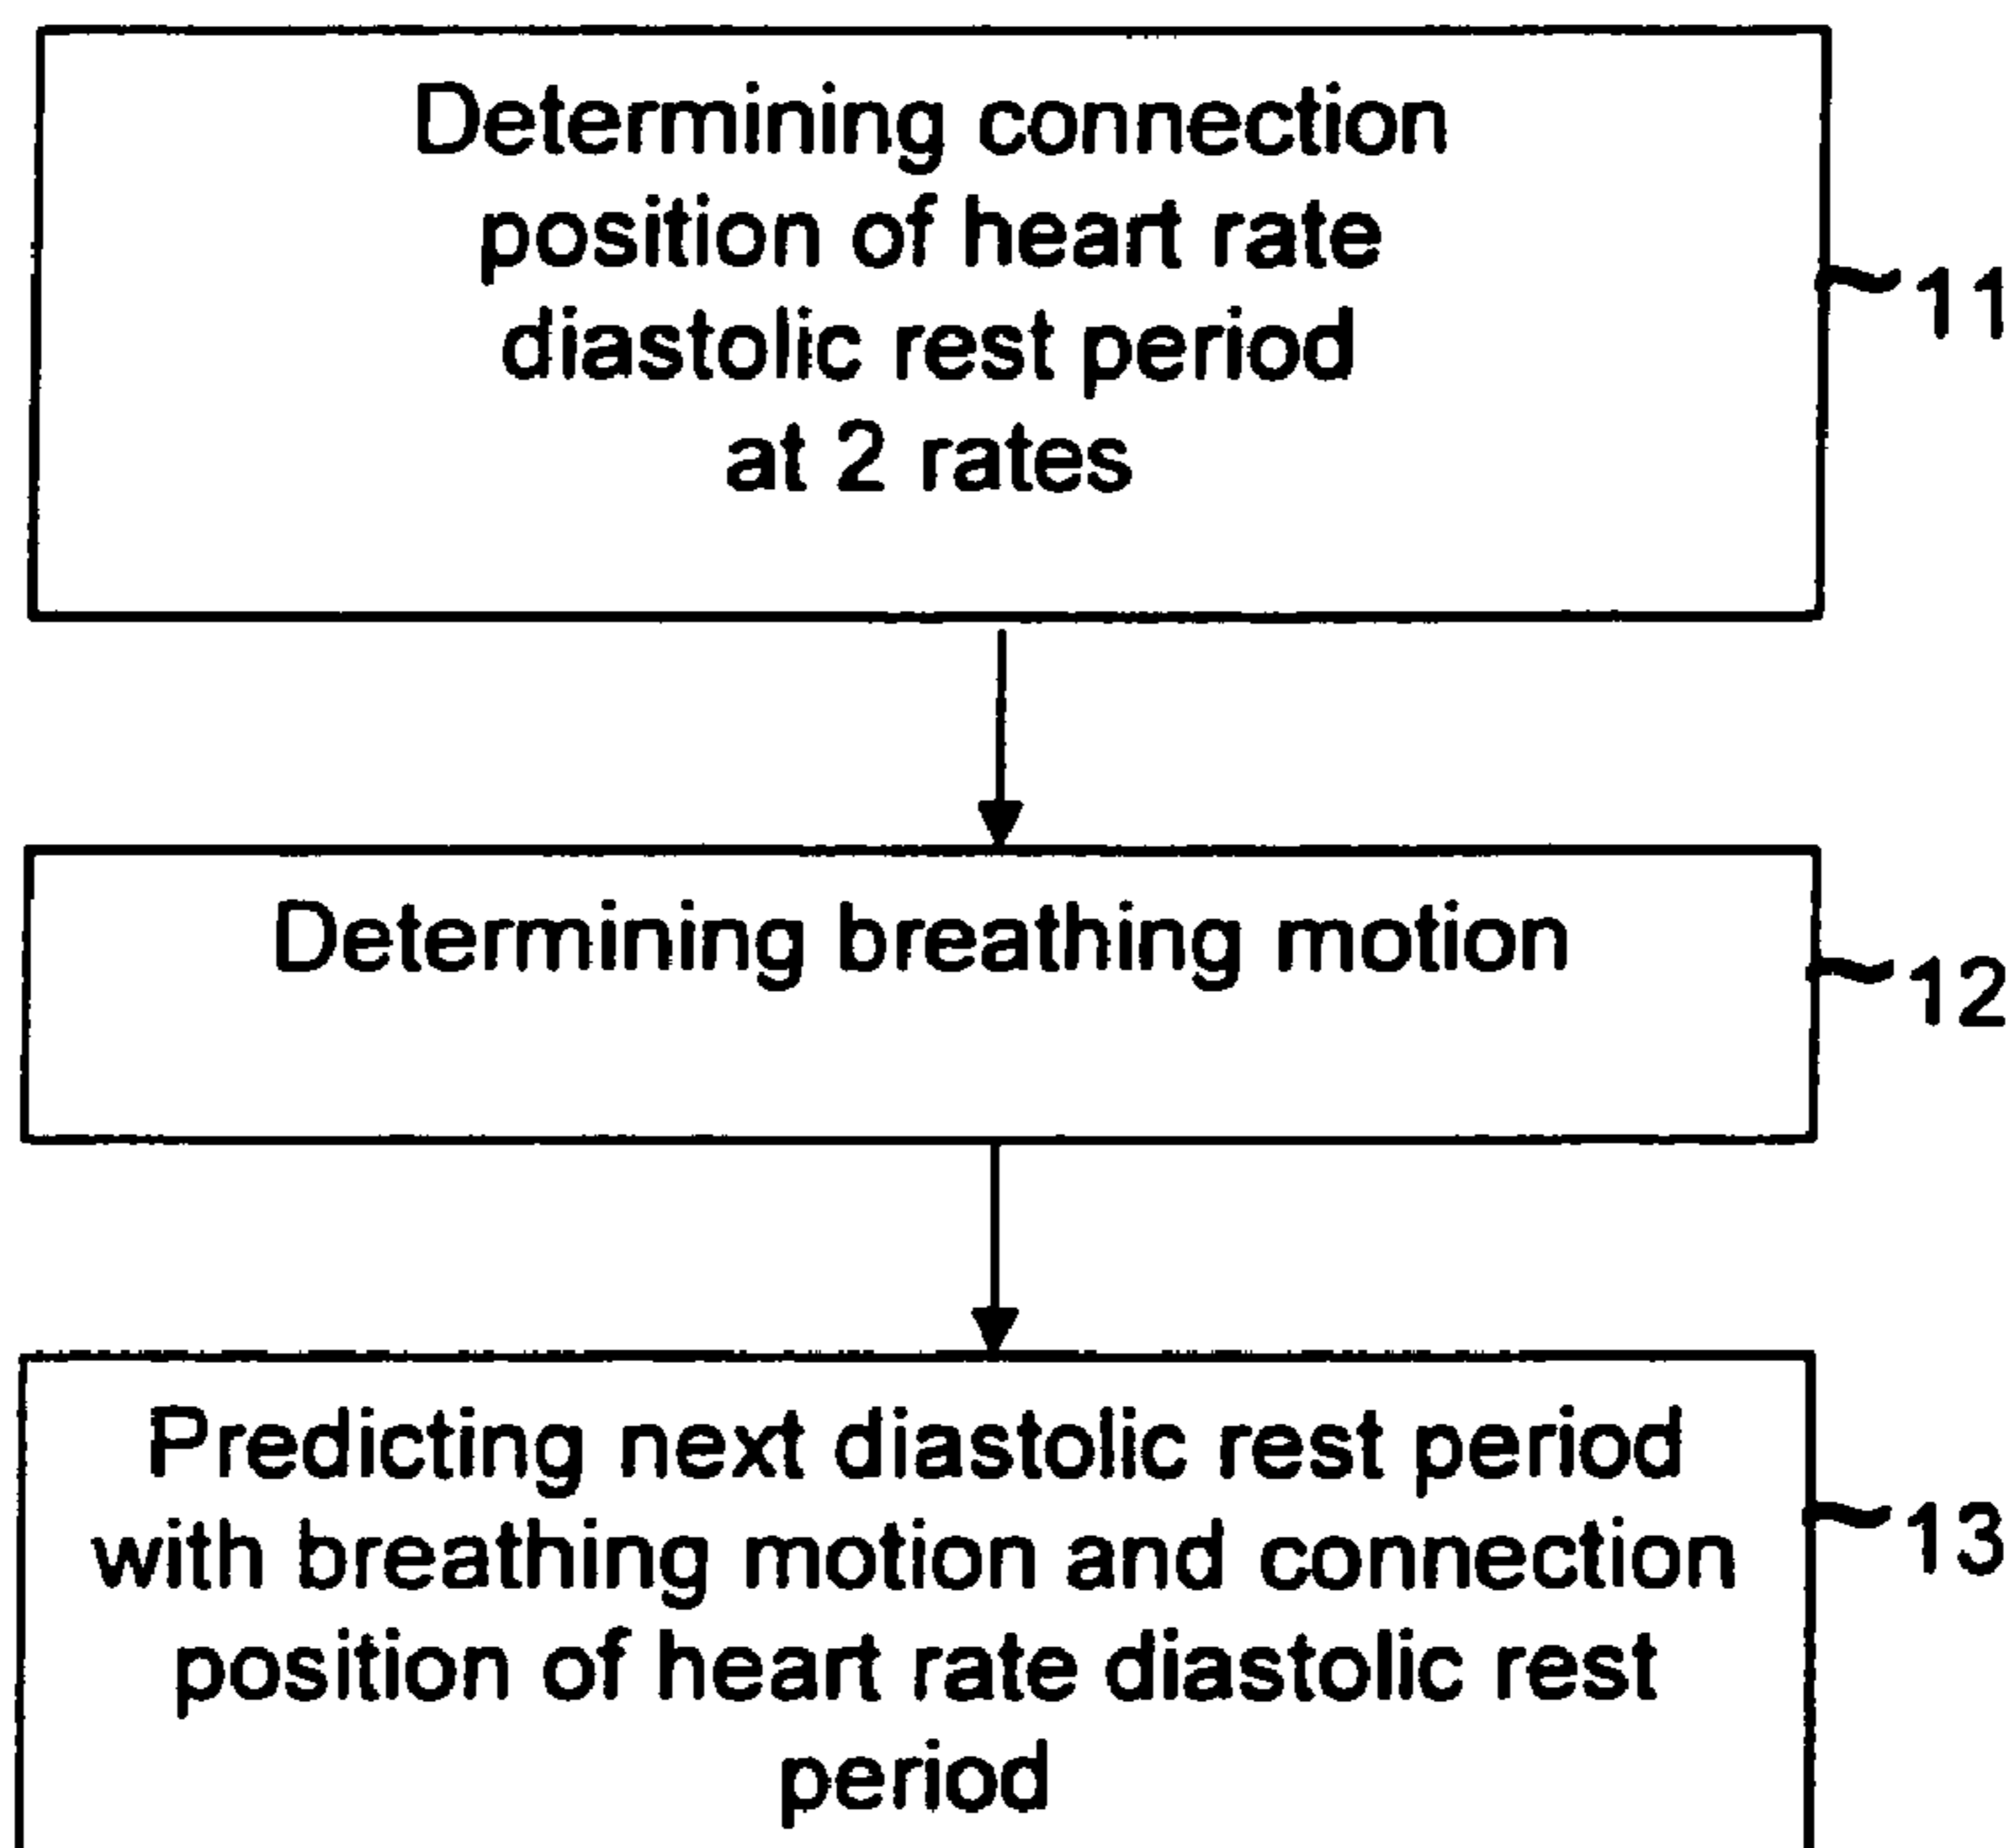 Determining connection
position of heart rate
diastolic rest period
at 2 rates
11
Determining breathing motion
12
Predicting next diastolic rest period
with breathing motion and connection
position of heart rate diastolic rest
period
13